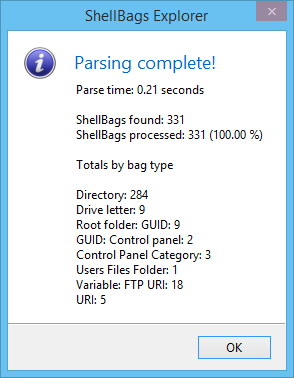 ShellBags Explorer
Parsing complete!
Parse time: 0.21 seconds
ShellBags found: 331
ShellBags processed: 331 (100.00 %)
Totals by bag type
Directory: 284
Drive letter: 9
Root folder: GUID: 9
GUID: Control panel: 2
Control Panel Category: 3
Users Files Folder: 1
Variable: FTP URI: 18
URI: 5
OK